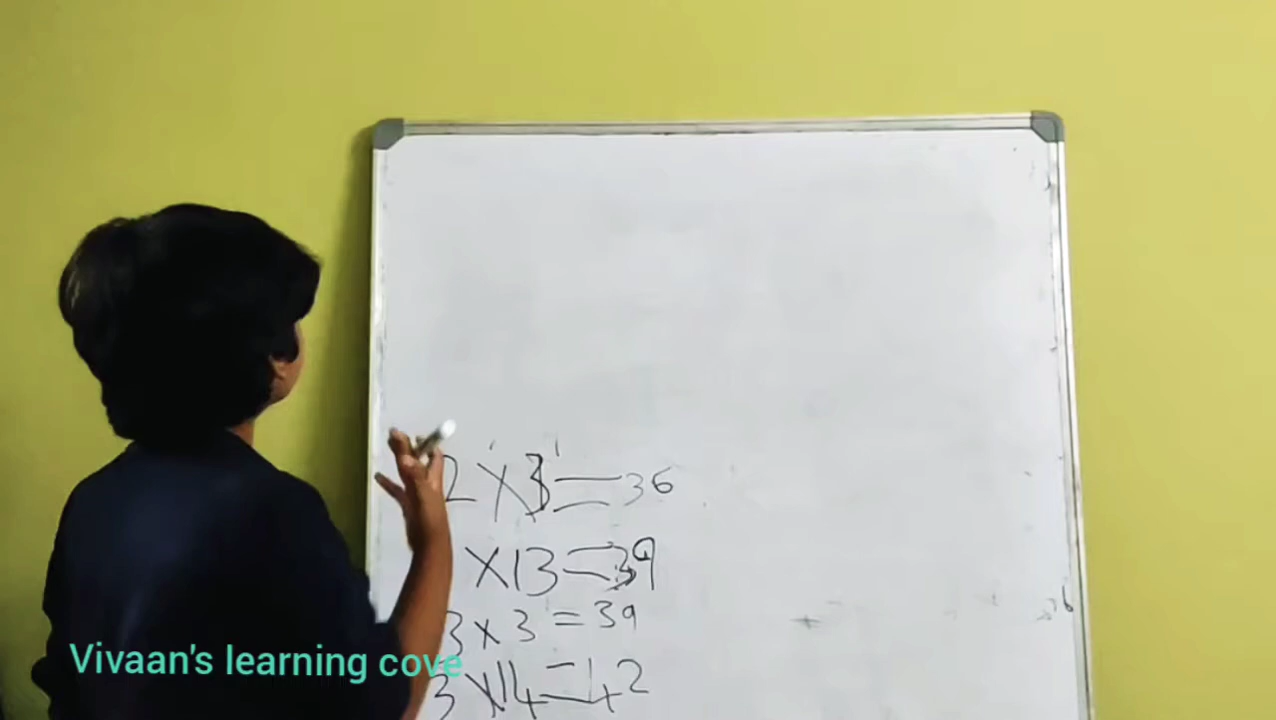 2 × 3 = 36
× 13 = 39
3 × 3 = 39
3 × 14 = 42
Vivaan's learning cove